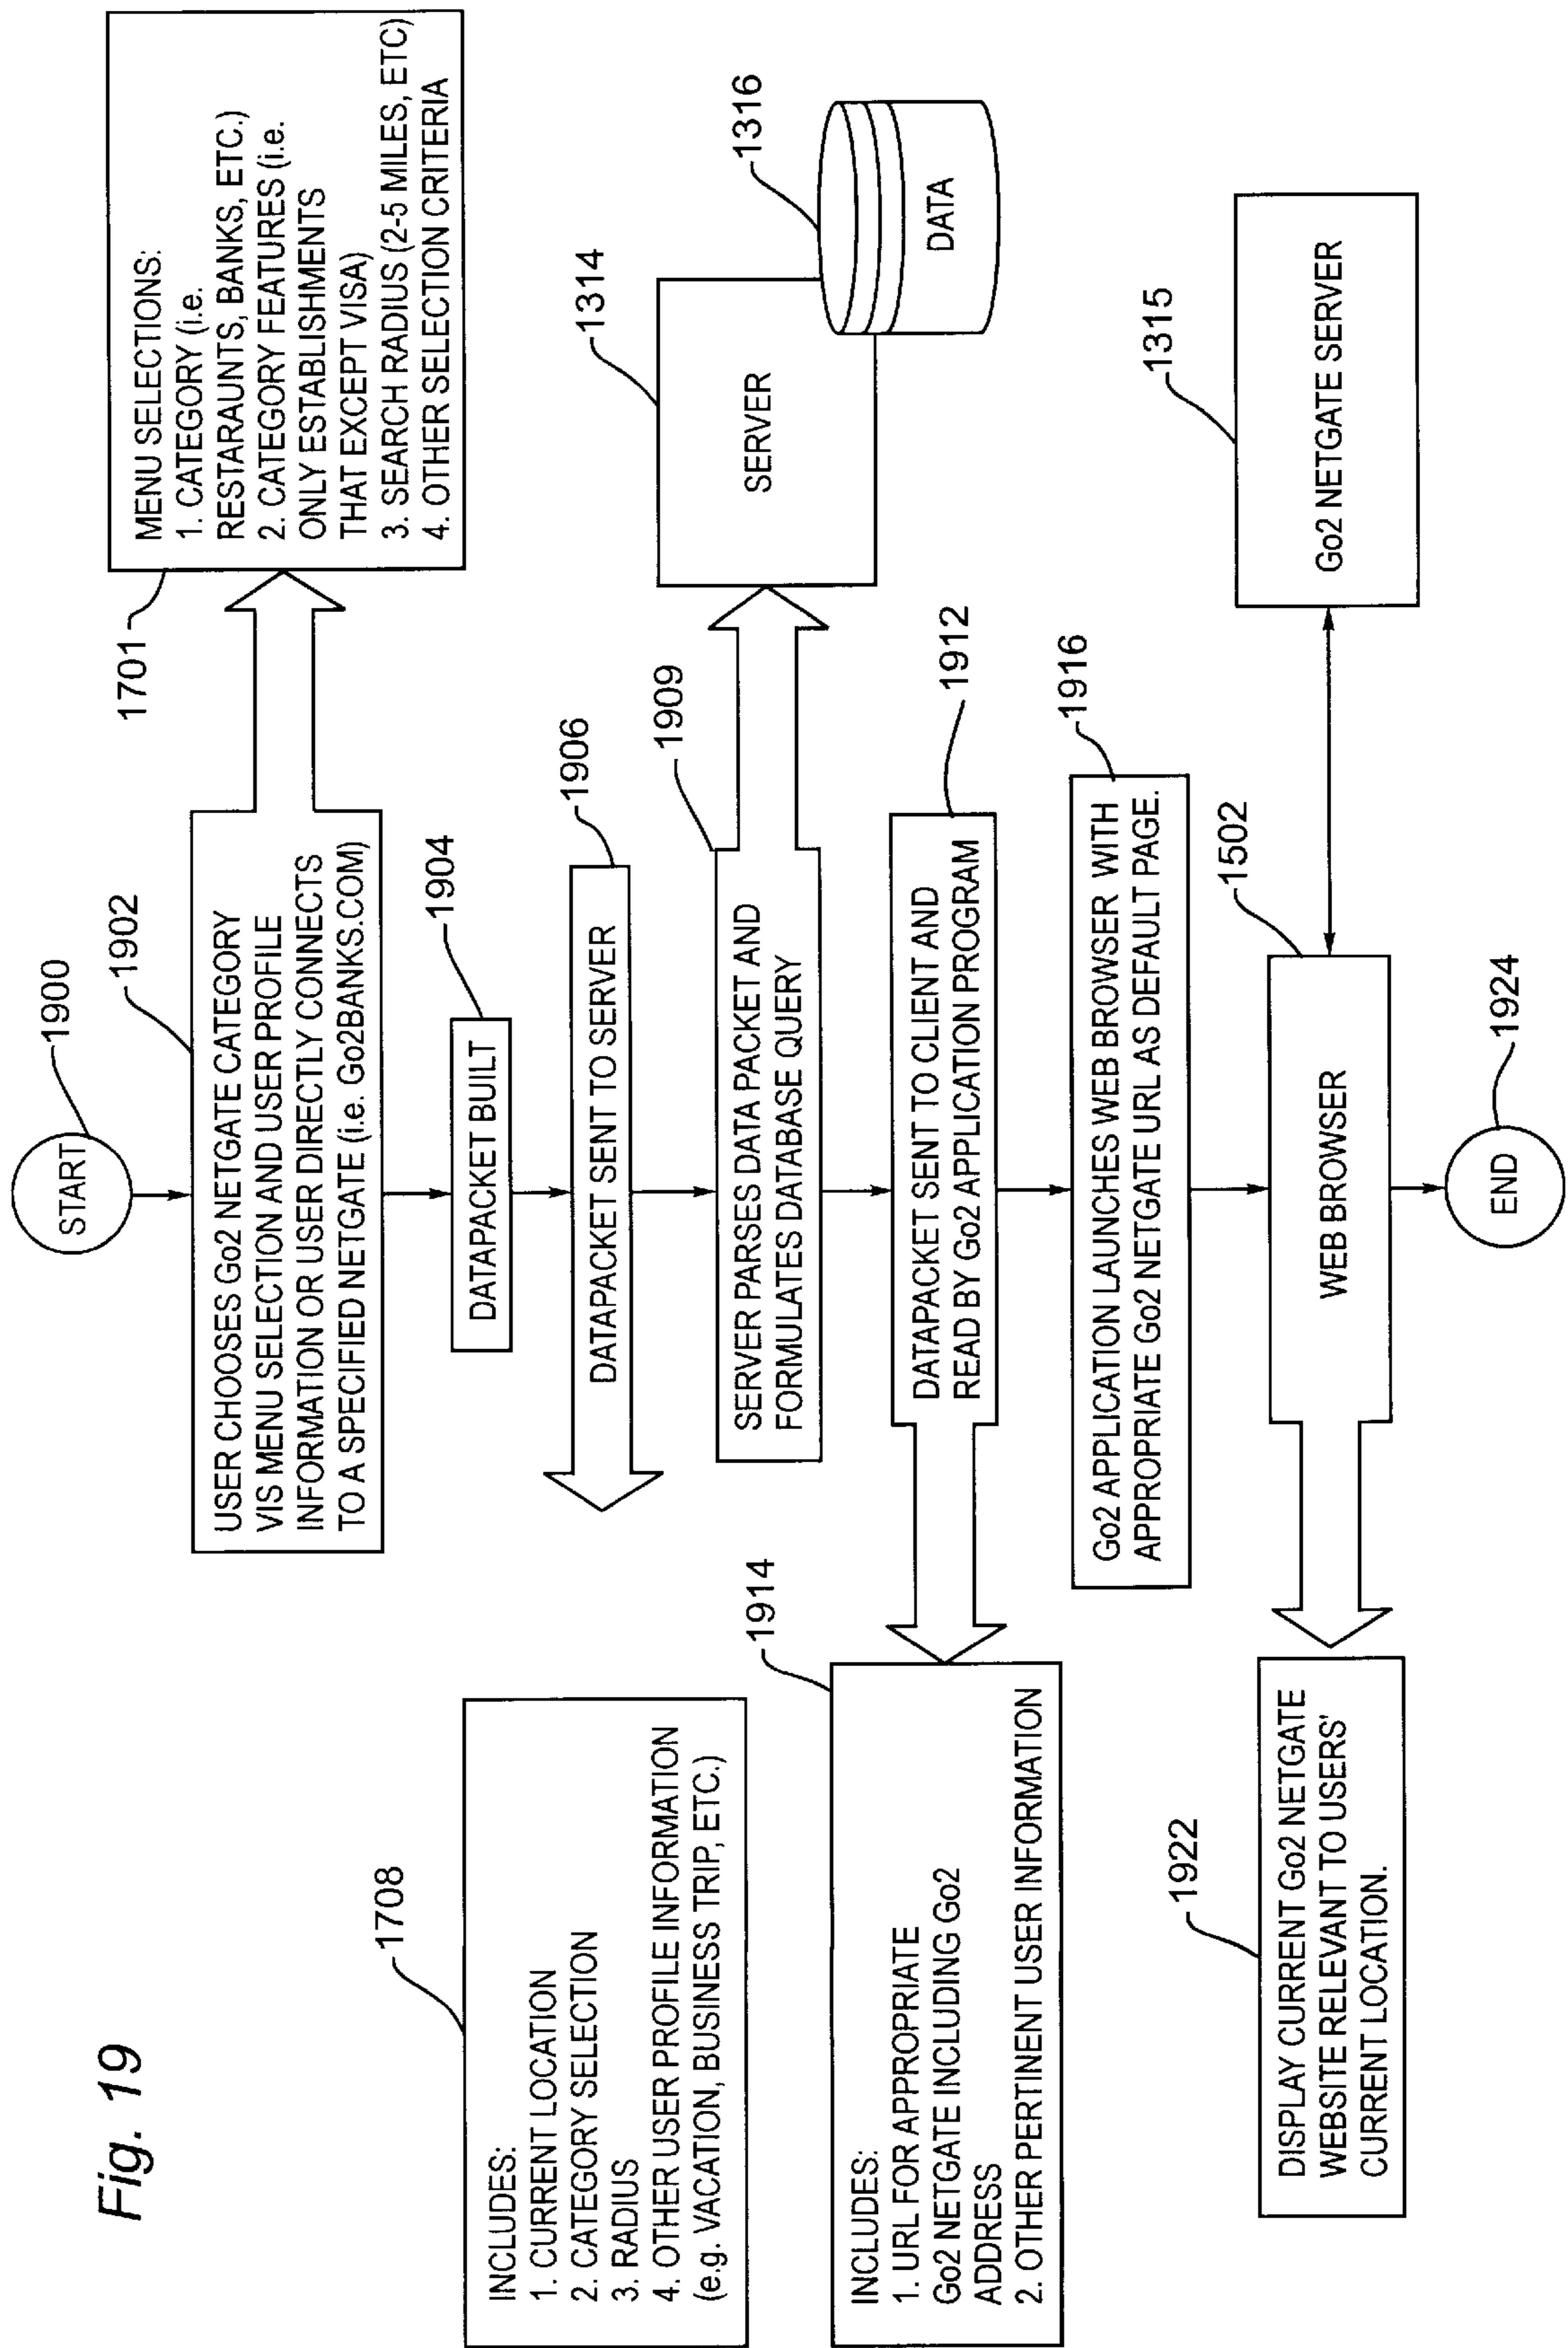 Fig. 19
START
1900
1902
USER CHOOSES Go2 NETGATE CATEGORY
VIS MENU SELECTION AND USER PROFILE
INFORMATION OR USER DIRECTLY CONNECTS
TO A SPECIFIED NETGATE (i.e. Go2BANKS.COM)
1701
MENU SELECTIONS:
1. CATEGORY (i.e.
RESTARAUNTS, BANKS, ETC.)
2. CATEGORY FEATURES (i.e.
ONLY ESTABLISHMENTS
THAT EXCEPT VISA)
3. SEARCH RADIUS (2-5 MILES, ETC)
4. OTHER SELECTION CRITERIA
DATAPACKET BUILT
1904
1708
INCLUDES:
1. CURRENT LOCATION
2. CATEGORY SELECTION
3. RADIUS
4. OTHER USER PROFILE INFORMATION
(e.g. VACATION, BUSINESS TRIP, ETC.)
DATAPACKET SENT TO SERVER
1906
SERVER PARSES DATA PACKET AND
FORMULATES DATABASE QUERY
1909
SERVER
1314
DATA
1316
1914
INCLUDES:
1. URL FOR APPROPRIATE
Go2 NETGATE INCLUDING Go2
ADDRESS
2. OTHER PERTINENT USER INFORMATION
DATAPACKET SENT TO CLIENT AND
READ BY Go2 APPLICATION PROGRAM
1912
Go2 APPLICATION LAUNCHES WEB BROWSER WITH
APPROPRIATE Go2 NETGATE URL AS DEFAULT PAGE.
1916
1922
DISPLAY CURRENT Go2 NETGATE
WEBSITE RELEVANT TO USERS'
CURRENT LOCATION.
WEB BROWSER
1502
Go2 NETGATE SERVER
1315
END
1924